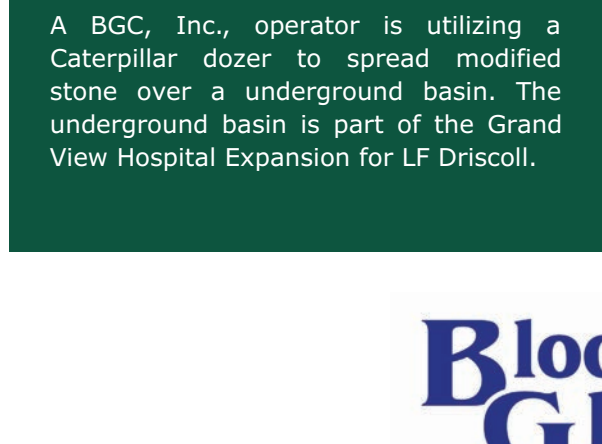 A BGC, Inc., operator is utilizing a
Caterpillar dozer to spread modified
stone over a underground basin. The
underground basin is part of the Grand
View Hospital Expansion for LF Driscoll.